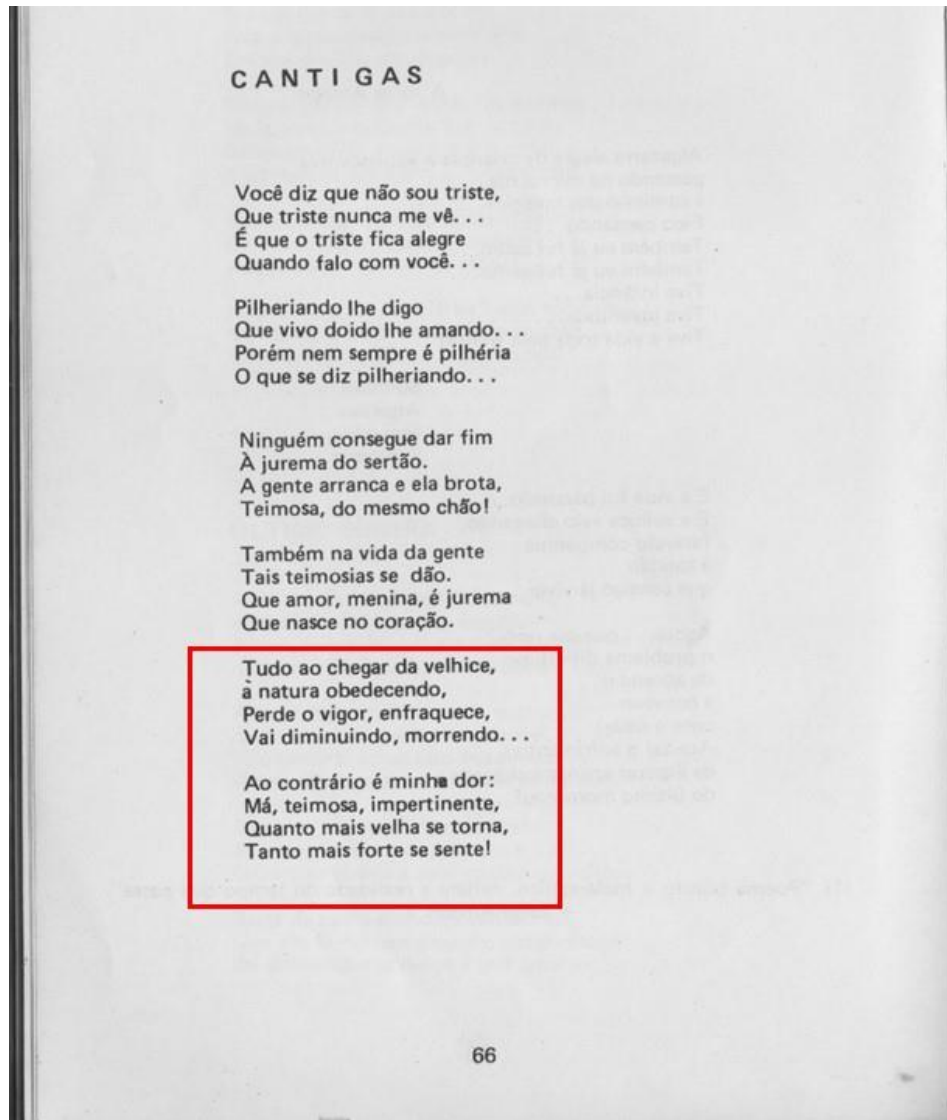 CANTIGAS
Você diz que não sou triste,
Que triste nunca me vê. . .
É que o triste fica alegre
Quando falo com você. . .
Pilheriando lhe digo
Que vivo doido lhe amando. . .
Porém nem sempre é pilhéria
O que se diz pilheriando. . .
Ninguém consegue dar fim
À jurema do sertão.
A gente arranca e ela brota,
Teimosa, do mesmo chão!
Também na vida da gente
Tais teimosias se dão.
Que amor, menina, é jurema
Que nasce no coração.
Tudo ao chegar da velhice,
à natura obedecendo,
Perde o vigor, enfraquece,
Vai diminuindo, morrendo. . .
Ao contrário é minha dor:
Má, teimosa, impertinente,
Quanto mais velha se torna,
Tanto mais forte se sente!
66